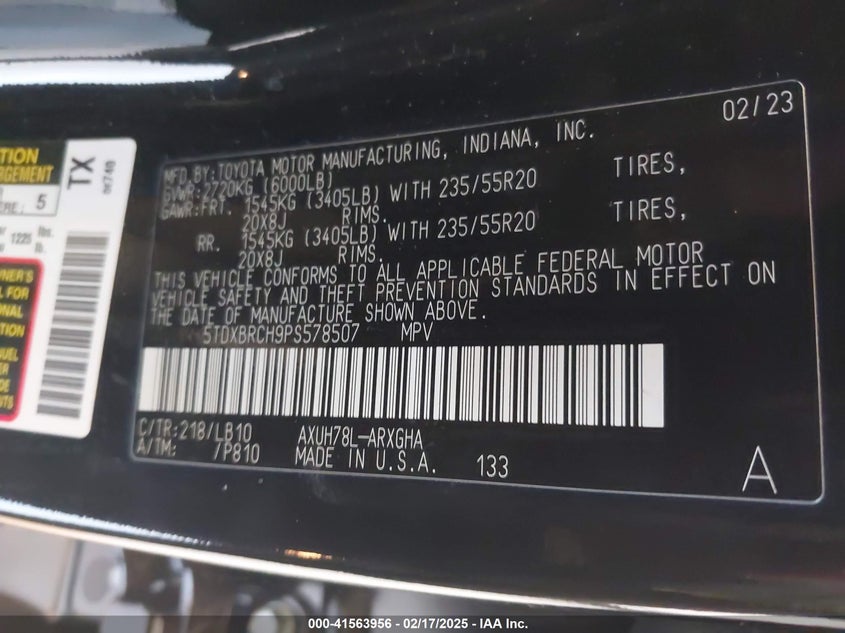 02/23
MFD. BY: TOYOTA MOTOR MANUFACTURING, INDIANA, INC.
GVWR: 2720KG (6000LB)
GAWR: FRT. 1545KG (3405LB) WITH 235/55R20 TIRES,
20X8J RIMS.
RR. 1545KG (3405LB) WITH 235/55R20 TIRES,
20X8J RIMS.
THIS VEHICLE CONFORMS TO ALL APPLICABLE FEDERAL MOTOR
VEHICLE SAFETY AND THEFT PREVENTION STANDARDS IN EFFECT ON
THE DATE OF MANUFACTURE SHOWN ABOVE.
5TDXBRCH9PS578507 MPV
C/TR: 218/LB10 AXUH78L-ARXGHA
A/TM: /P810 MADE IN U.S.A. 133
A
TX
5
1225 lbs.
000-41563956 - 02/17/2025 - IAA Inc.